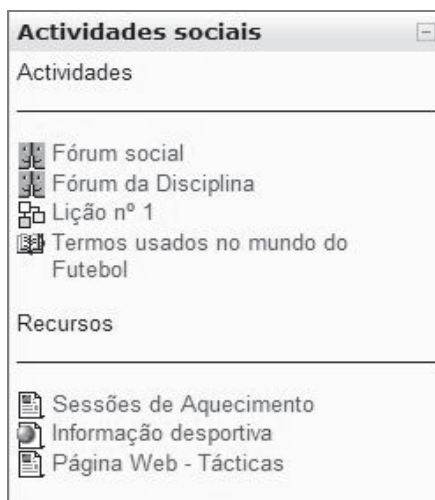 Actividades sociais
Actividades
Fórum social
Fórum da Disciplina
Lição nº 1
Termos usados no mundo do
Futebol
Recursos
Sessões de Aquecimento
Informação desportiva
Página Web - Tácticas